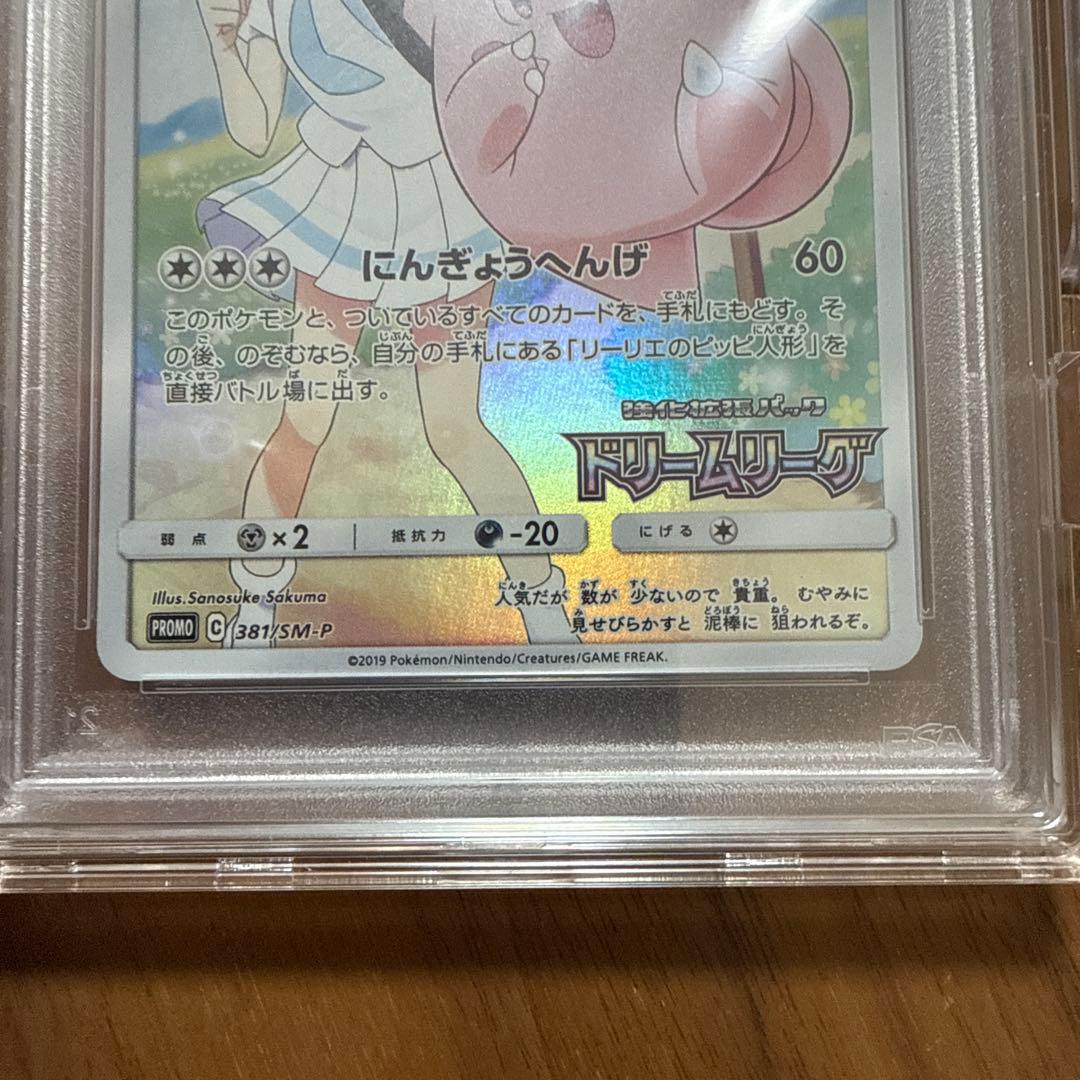 にんぎょうへんげ 60
このポケモンと、ついているすべてのカードを、手札にもどす。そ
の後、のぞむなら、自分の手札にある「リーリエのピッピ人形」を
直接バトル場に出す。
強化拡張パック
ドリームリーグ
弱点 ×2 抵抗力 -20 にげる
Illus.Sanosuke Sakuma
人気だが 数が 少ないので 貴重。 むやみに
見せびらかすと 泥棒に 狙われるぞ。
PROMO C 381/SM-P
©2019 Pokémon/Nintendo/Creatures/GAME FREAK.
PSA